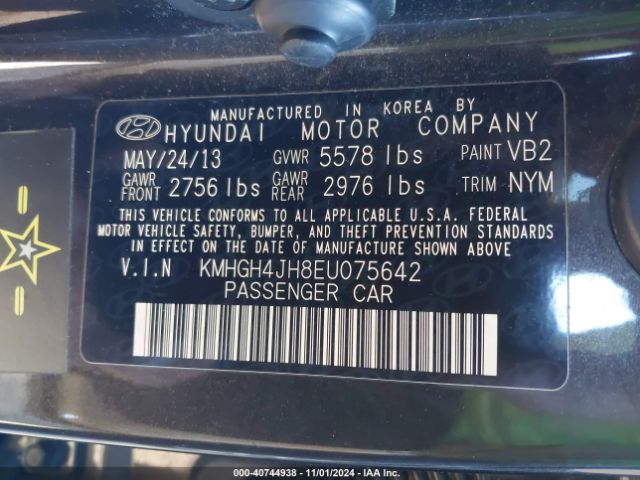 MANUFACTURED IN KOREA BY
HYUNDAI MOTOR COMPANY
MAY/24/13 GVWR 5578 lbs PAINT VB2
GAWR FRONT 2756 lbs GAWR REAR 2976 lbs TRIM NYM
THIS VEHICLE CONFORMS TO ALL APPLICABLE U.S.A. FEDERAL
MOTOR VEHICLE SAFETY, BUMPER, AND THEFT PREVENTION STANDARDS
IN EFFECT ON THE DATE OF MANUFACTURE SHOWN ABOVE
V.I.N KMHGH4JH8EU075642
PASSENGER CAR
000-40744938 - 11/01/2024 - IAA Inc.